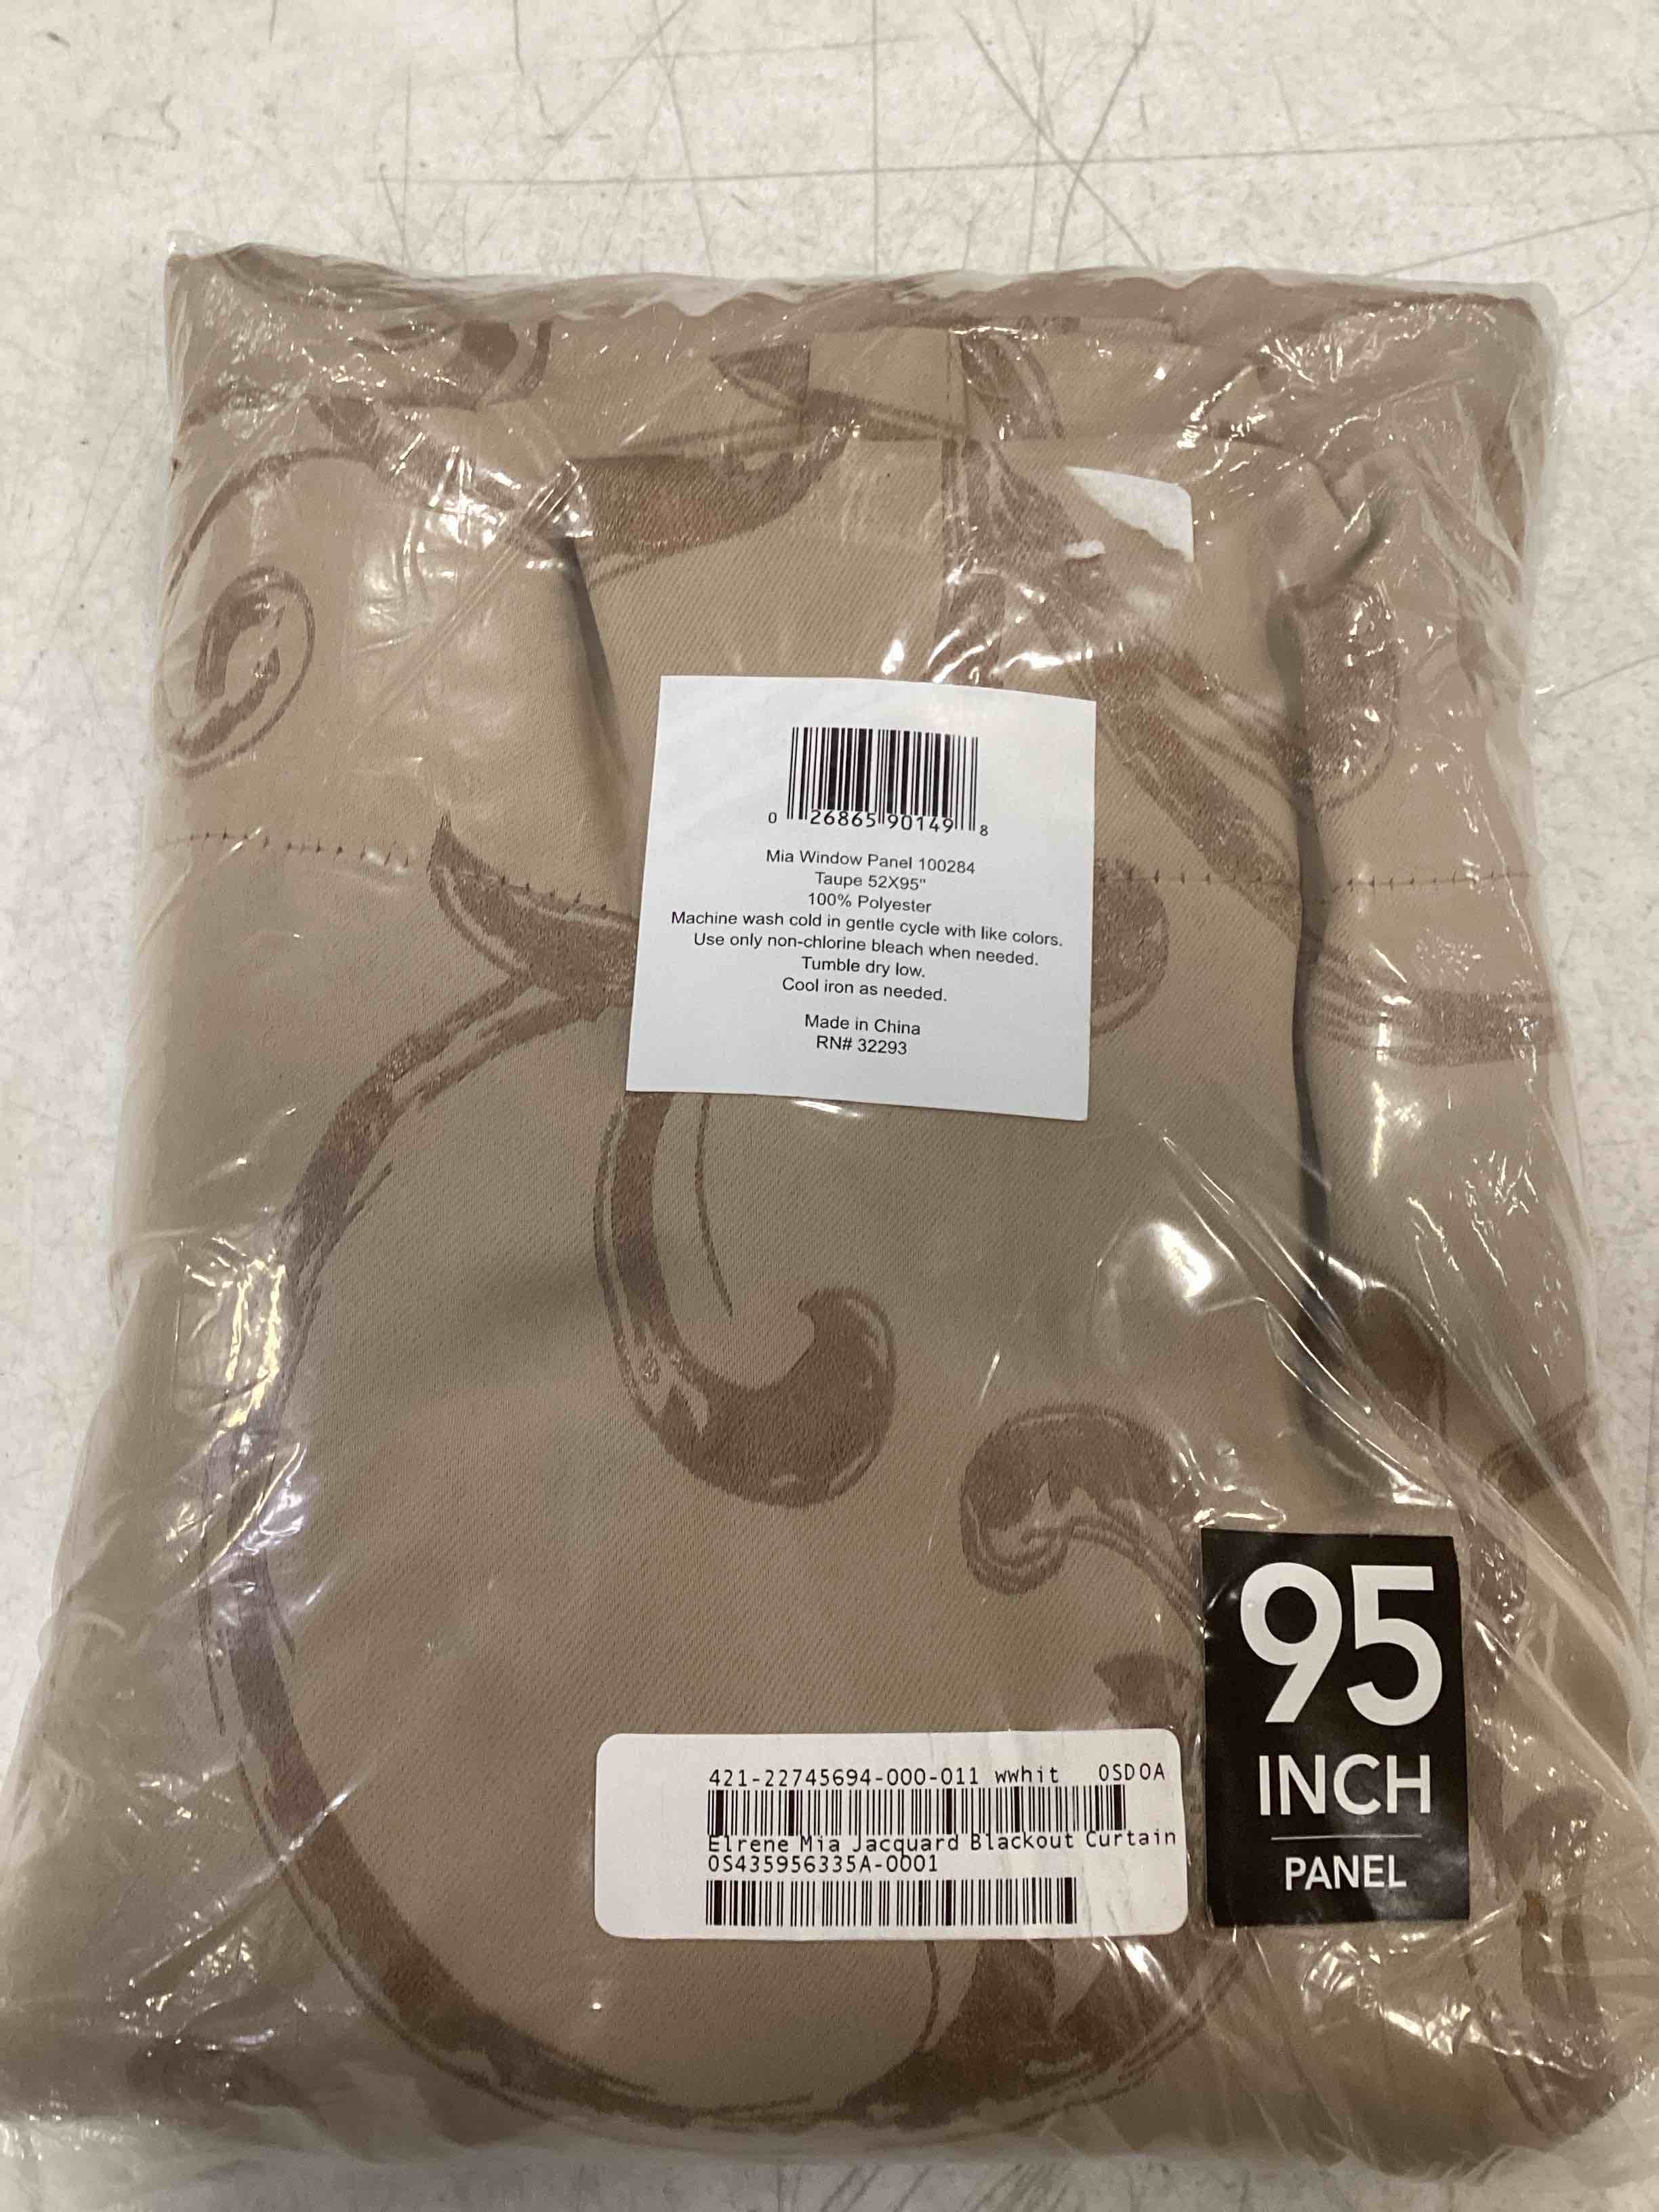 0 26865 90149 8
Mia Window Panel 100284
Taupe 52X95"
100% Polyester
Machine wash cold in gentle cycle with like colors.
Use only non-chlorine bleach when needed.
Tumble dry low.
Cool iron as needed.
Made in China
RN# 32293
95
INCH
PANEL
421-22745694-000-011 wwhit OSDOA
Elrene Mia Jacquard Blackout Curtain
OS435956335A-0001